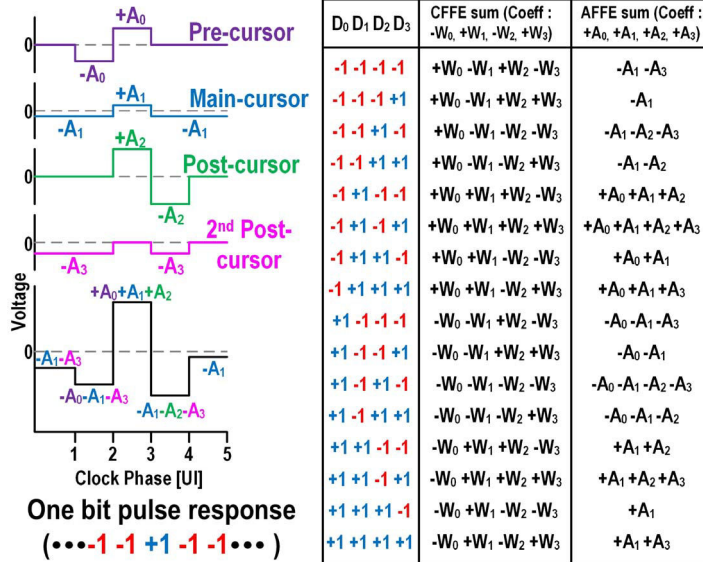 +A₀
Pre-cursor
0
-A₀
+A₁
Main-cursor
0
-A₁
-A₁
+A₂
Post-cursor
0
-A₂
2nd Post-cursor
0
-A₃
-A₃
Voltage
+A₀+A₁+A₂
0
-A₁-A₃
-A₁
-A₀-A₁-A₃
-A₁-A₂-A₃
1 2 3 4 5
Clock Phase [UI]
One bit pulse response
(•••-1 -1 +1 -1 -1••• )
D₀ D₁ D₂ D₃ CFFE sum (Coeff : -W₀, +W₁, -W₂, +W₃) AFFE sum (Coeff : +A₀, +A₁, +A₂, +A₃)
-1 -1 -1 -1 +W₀ -W₁ +W₂ -W₃ -A₁ -A₃
-1 -1 -1 +1 +W₀ -W₁ +W₂ +W₃ -A₁
-1 -1 +1 -1 +W₀ -W₁ -W₂ -W₃ -A₁ -A₂ -A₃
-1 -1 +1 +1 +W₀ -W₁ -W₂ +W₃ -A₁ -A₂
-1 +1 -1 -1 +W₀ +W₁ +W₂ -W₃ +A₀ +A₁ +A₂
-1 +1 -1 +1 +W₀ +W₁ +W₂ +W₃ +A₀ +A₁ +A₂ +A₃
-1 +1 +1 -1 +W₀ +W₁ -W₂ -W₃ +A₀ +A₁
-1 +1 +1 +1 +W₀ +W₁ -W₂ +W₃ +A₀ +A₁ +A₃
+1 -1 -1 -1 -W₀ -W₁ +W₂ -W₃ -A₀ -A₁ -A₃
+1 -1 -1 +1 -W₀ -W₁ +W₂ +W₃ -A₀ -A₁
+1 -1 +1 -1 -W₀ -W₁ -W₂ -W₃ -A₀ -A₁ -A₂ -A₃
+1 -1 +1 +1 -W₀ -W₁ -W₂ +W₃ -A₀ -A₁ -A₂
+1 +1 -1 -1 -W₀ +W₁ +W₂ -W₃ +A₁ +A₂
+1 +1 -1 +1 -W₀ +W₁ +W₂ +W₃ +A₁ +A₂ +A₃
+1 +1 +1 -1 -W₀ +W₁ -W₂ -W₃ +A₁
+1 +1 +1 +1 -W₀ +W₁ -W₂ +W₃ +A₁ +A₃